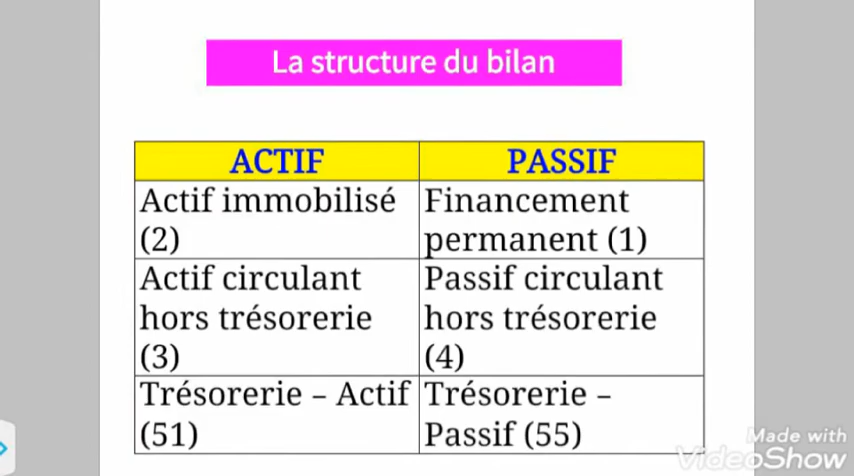 La structure du bilan
ACTIF
PASSIF
Actif immobilisé
(2)
Financement
permanent (1)
Actif circulant
hors trésorerie
(3)
Passif circulant
hors trésorerie
(4)
Trésorerie – Actif
(51)
Trésorerie –
Passif (55)
Made with
VideoShow